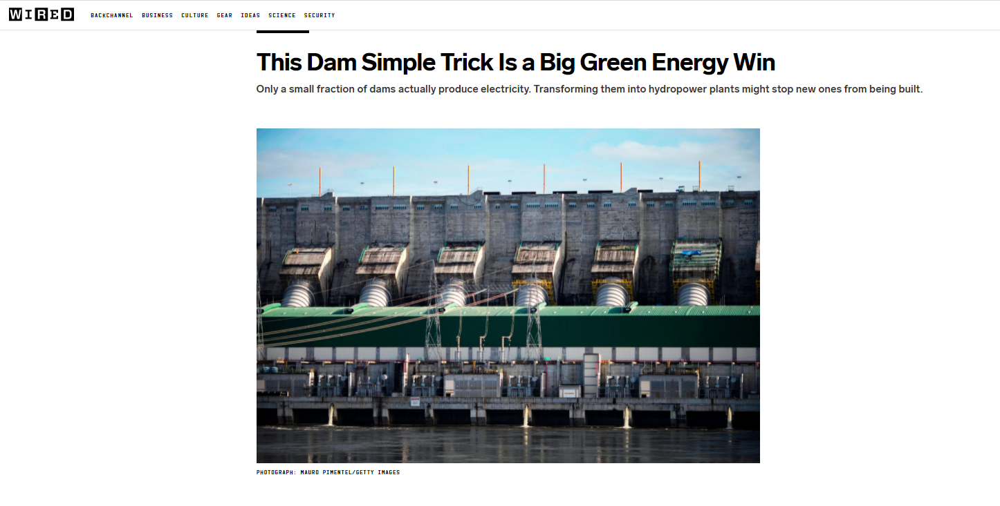 WIRED
BACKCHANNEL BUSINESS CULTURE GEAR IDEAS SCIENCE SECURITY
This Dam Simple Trick Is a Big Green Energy Win
Only a small fraction of dams actually produce electricity. Transforming them into hydropower plants might stop new ones from being built.
PHOTOGRAPH: MAURO PIMENTEL/GETTY IMAGES